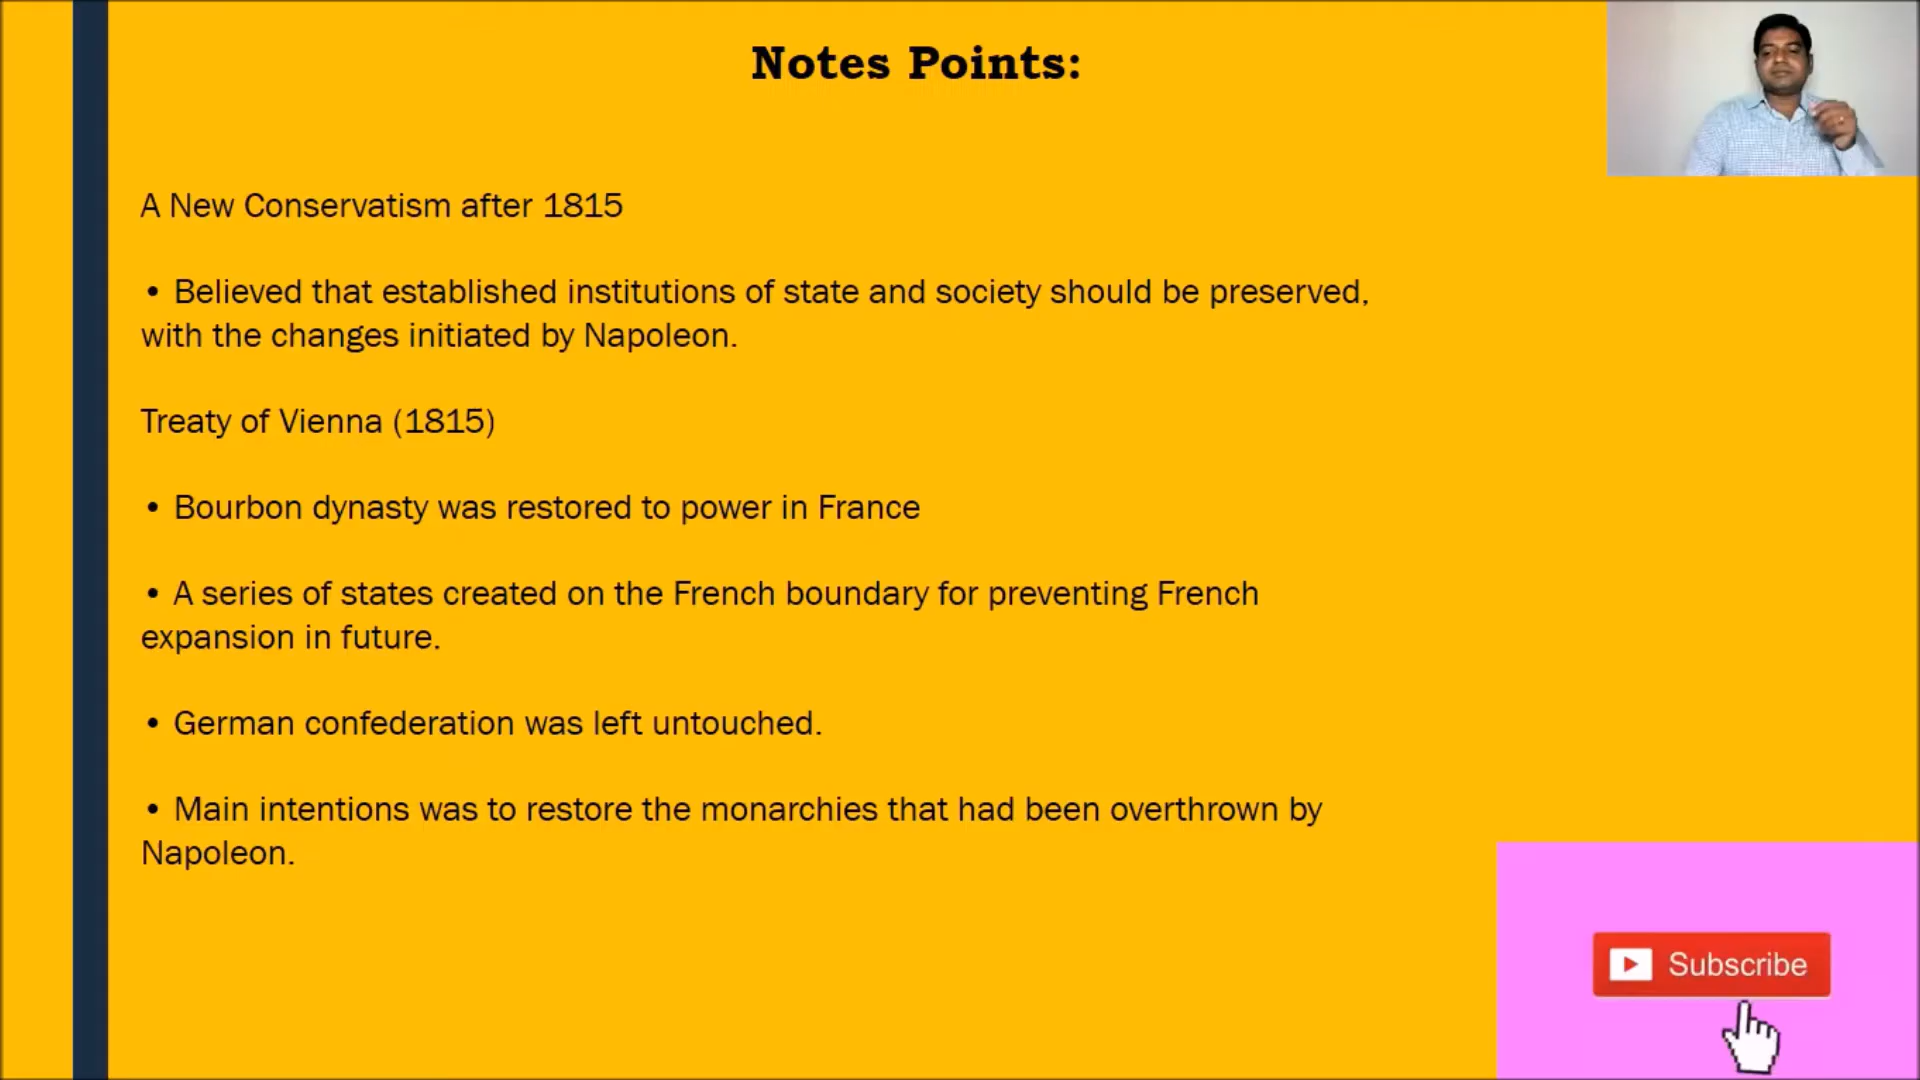 Notes Points:
A New Conservatism after 1815
• Believed that established institutions of state and society should be preserved,
with the changes initiated by Napoleon.
Treaty of Vienna (1815)
• Bourbon dynasty was restored to power in France
• A series of states created on the French boundary for preventing French
expansion in future.
• German confederation was left untouched.
• Main intentions was to restore the monarchies that had been overthrown by
Napoleon.
Subscribe